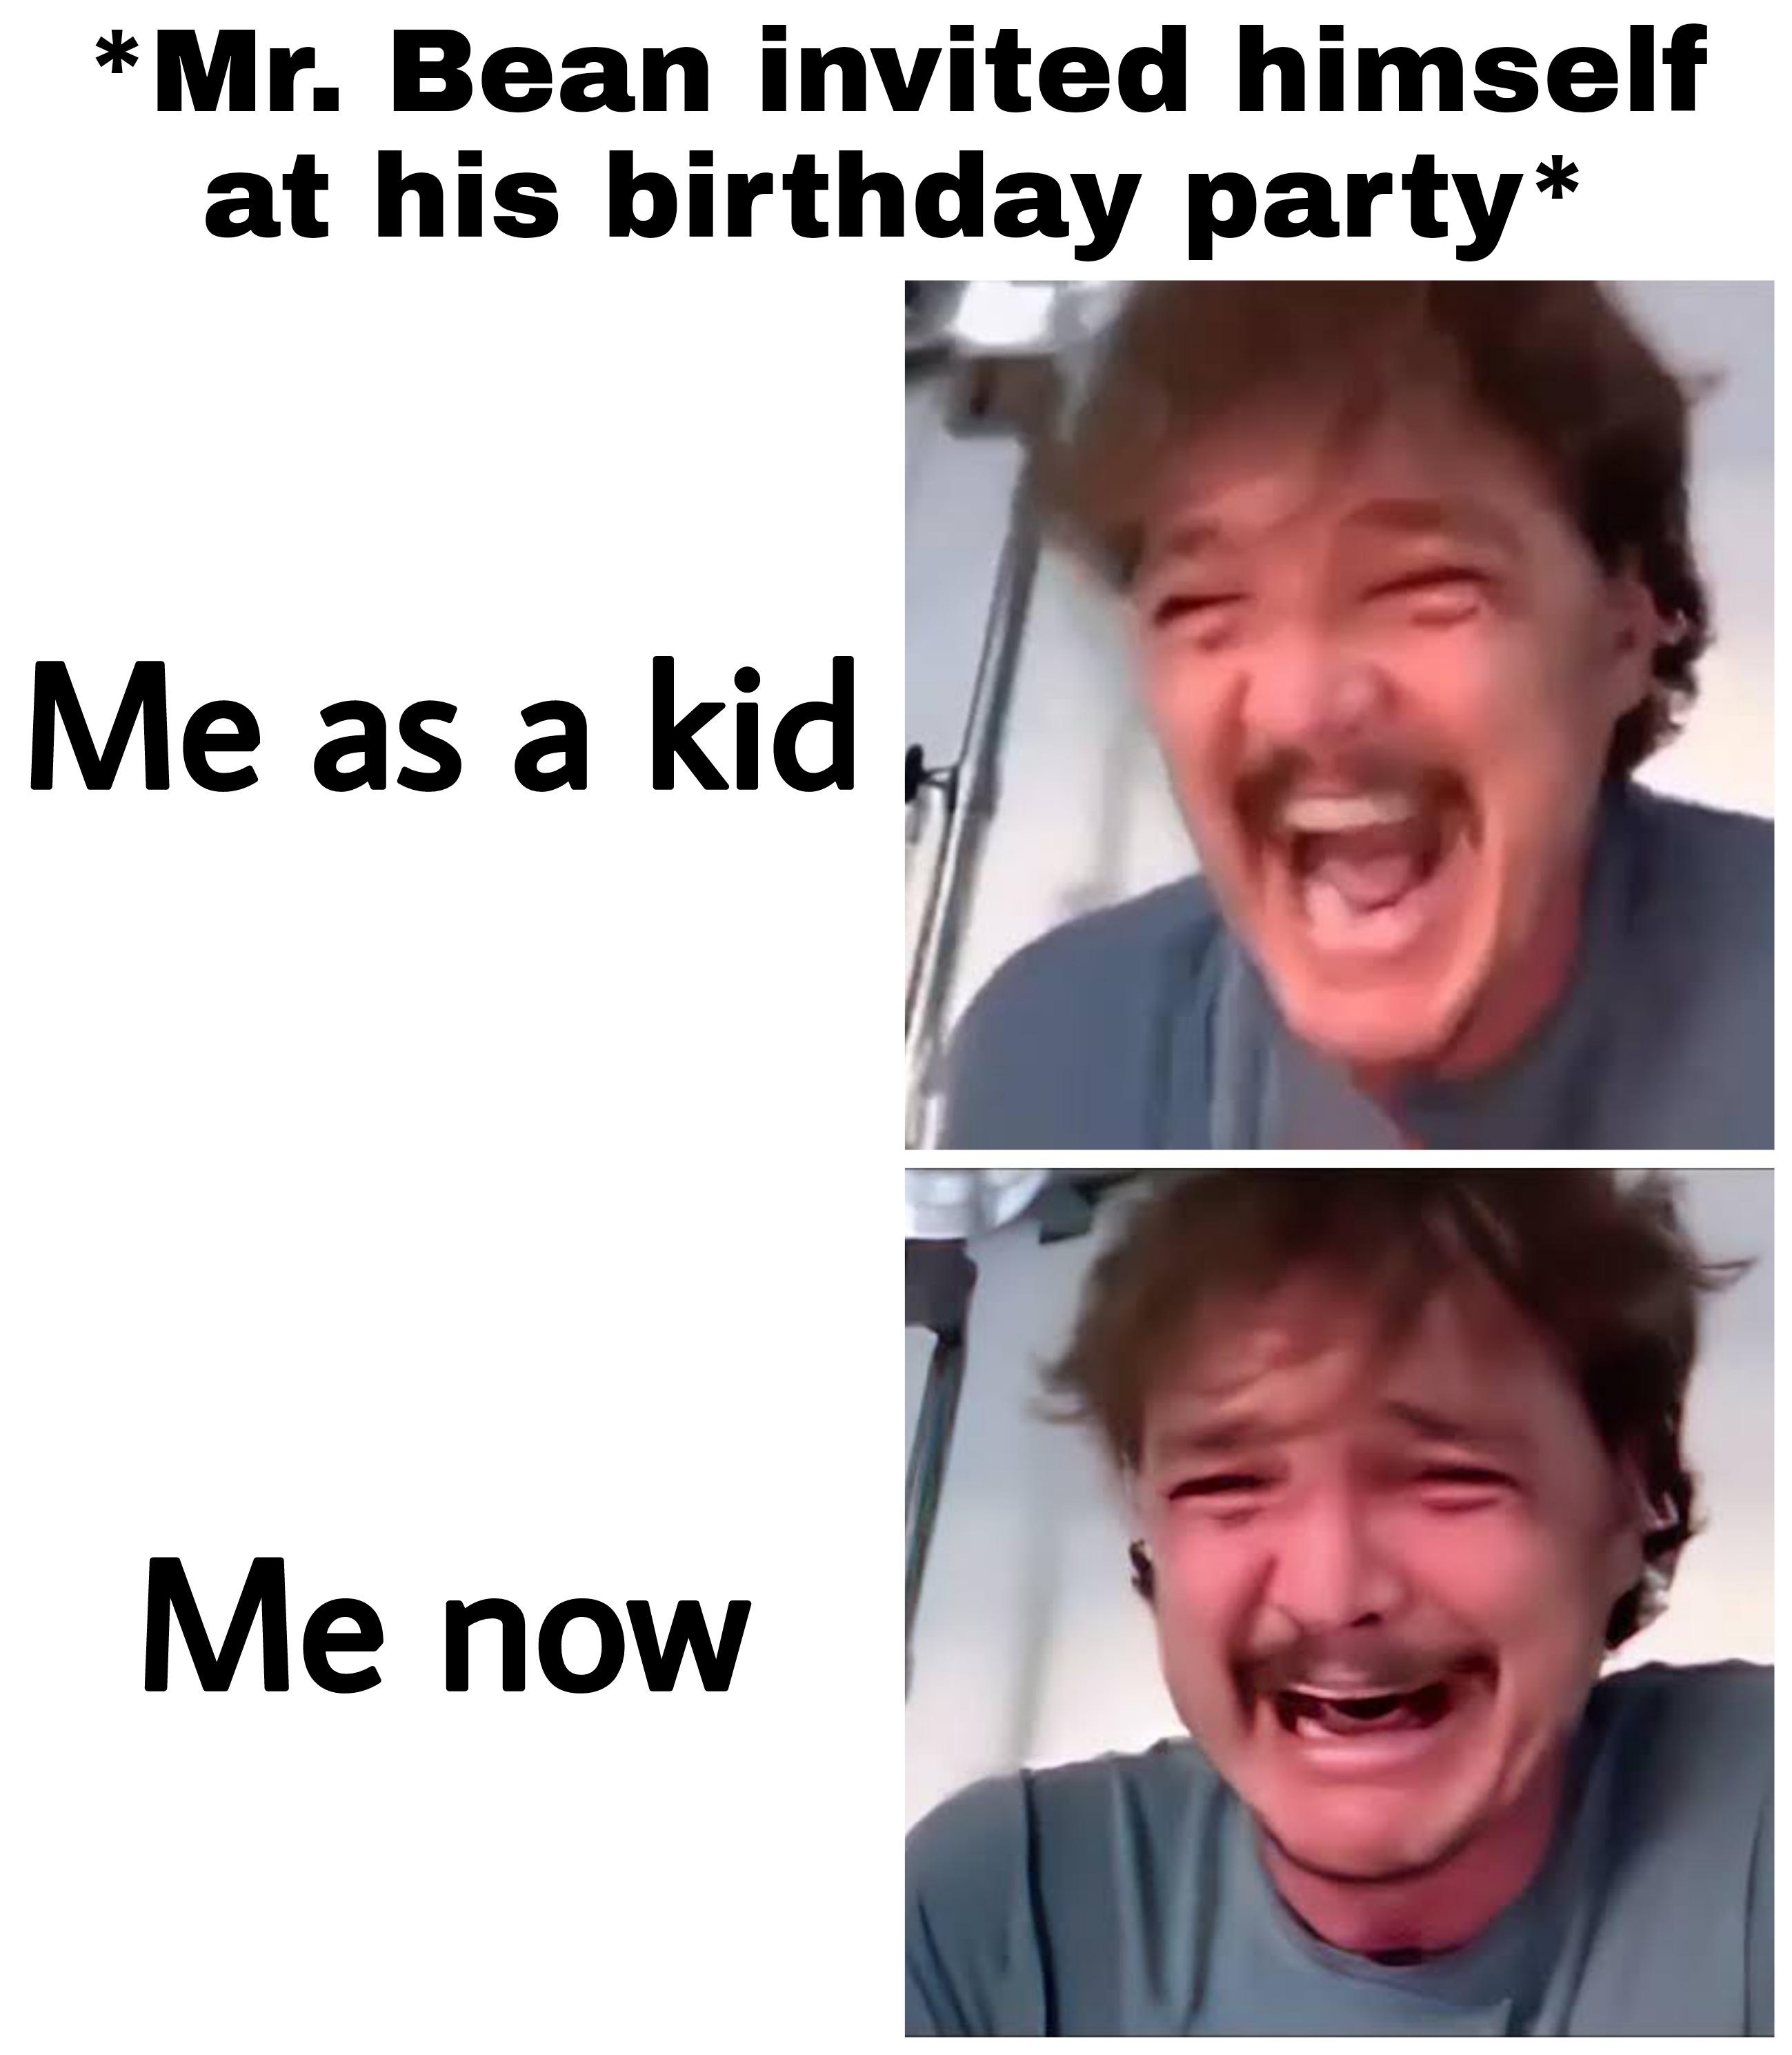 *Mr. Bean invited himself
at his birthday party*
Me as a kid
Me now